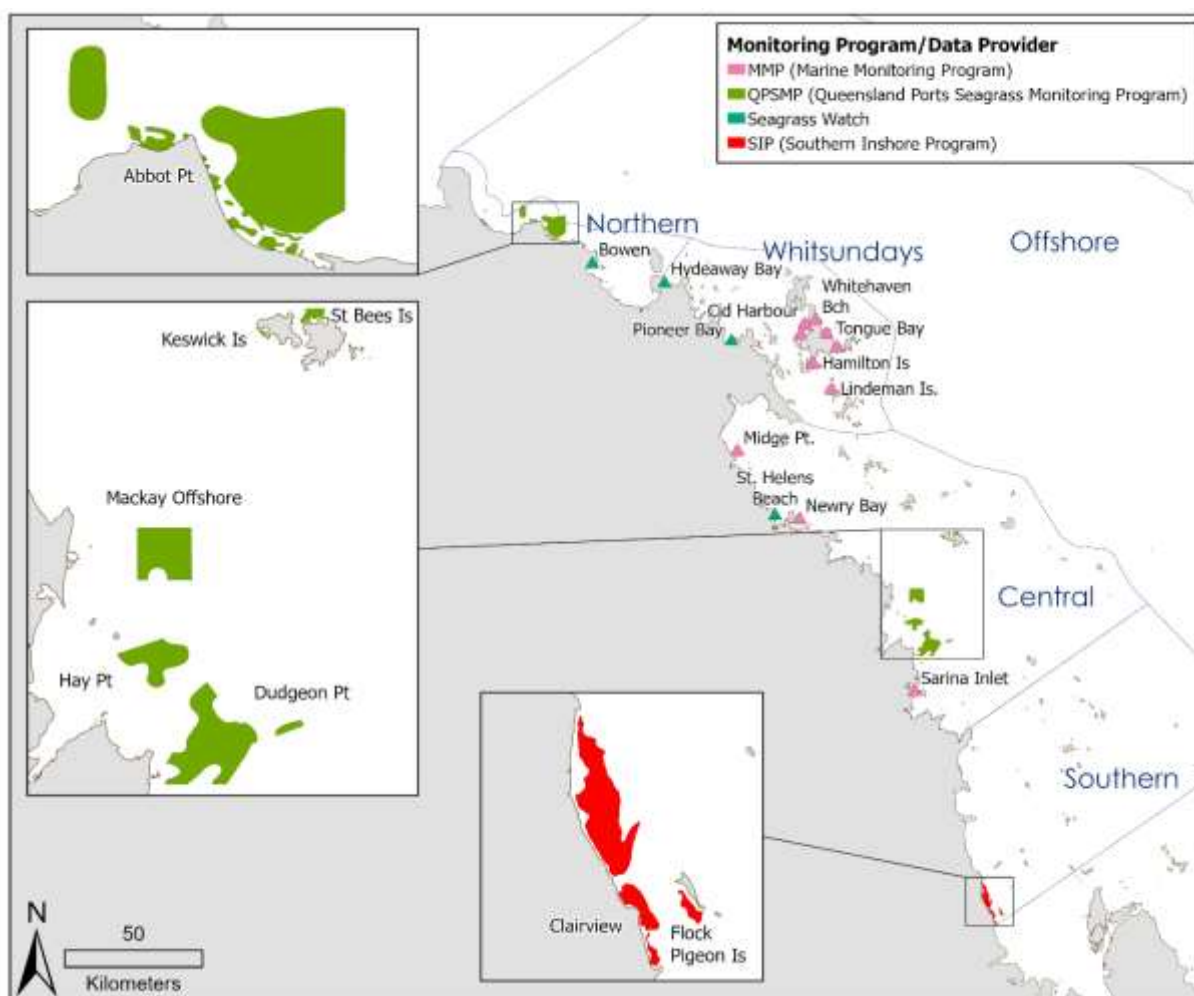 Monitoring Program/Data Provider
MMP (Marine Monitoring Program)
QPSMP (Queensland Ports Seagrass Monitoring Program)
Seagrass Watch
SIP (Southern Inshore Program)
Abbot Pt
Northern
Whitsundays
Offshore
Bowen
Hydeaway Bay
Whitehaven
Bch
Cid Harbour
Pioneer Bay
Tongue Bay
Hamilton Is
Lindeman Is.
St Bees Is
Keswick Is
Midge Pt.
St. Helens
Beach
Newry Bay
Mackay Offshore
Central
Hay Pt
Dudgeon Pt
Sarina Inlet
Southern
Clairview
Flock
Pigeon Is
N
50
Kilometers